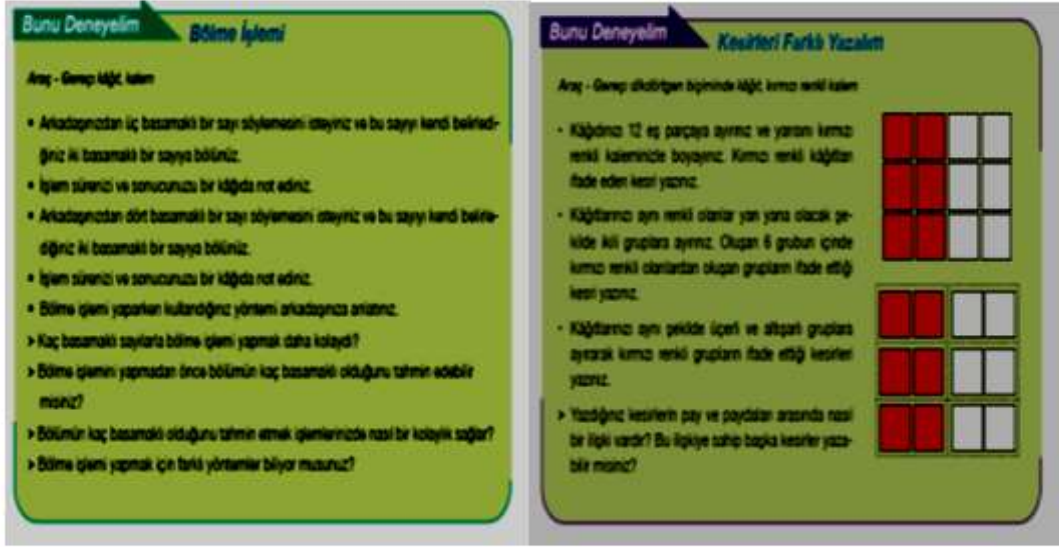 Bunu Deneyelim
Bölme İşlemi
Araç - Gereç: kâğıt, kalem
• Arkadaşınızdan üç basamaklı bir sayı söylemesini isteyiniz ve bu sayıyı kendi belirledi-
ğiniz iki basamaklı bir sayıya bölünüz.
• İşlem sürenizi ve sonucunuzu bir kâğıda not ediniz.
• Arkadaşınızdan dört basamaklı bir sayı söylemesini isteyiniz ve bu sayıyı kendi belirle-
diğiniz iki basamaklı bir sayıya bölünüz.
• İşlem sürenizi ve sonucunuzu bir kâğıda not ediniz.
• Bölme işlemi yaparken kullandığınız yöntemi arkadaşınıza anlatınız.
> Kaç basamaklı sayılarla bölme işlemi yapmak daha kolaydı?
> Bölme işlemini yapmadan önce bölümün kaç basamaklı olduğunu tahmin edebilir
misiniz?
> Bölümün kaç basamaklı olduğunu tahmin etmek işlemlerinizde nasıl bir kolaylık sağlar?
> Bölme işlemi yapmak için farklı yöntemler biliyor musunuz?
Bunu Deneyelim
Kesirleri Farklı Yazalım
Araç - Gereç: dikdörtgen biçiminde kâğıt, kırmızı renkli kalem
• Kâğıdınızı 12 eş parçaya ayırınız ve yarısını kırmızı
renkli kaleminizle boyayınız. Kırmızı renkli kâğıtları
ifade eden kesri yazınız.
• Kâğıtlarınızı aynı renkli olanlar yan yana olacak şe-
kilde ikili gruplara ayırınız. Oluşan 6 grubun içinde
kırmızı renkli olanlardan oluşan grupların ifade ettiği
kesri yazınız.
• Kâğıtlarınızı aynı şekilde üçerli ve altışarlı gruplara
ayırarak kırmızı renkli grupların ifade ettiği kesirleri
yazınız.
> Yazdığınız kesirlerin pay ve paydaları arasında nasıl
bir ilişki vardır? Bu ilişkiye sahip başka kesirler yaza-
bilir misiniz?